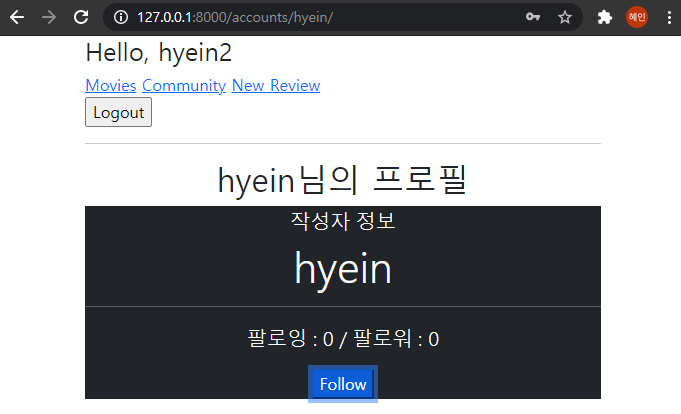 127.0.0.1:8000/accounts/hyein/
혜인
Hello, hyein2
Movies Community New Review
Logout
hyein님의 프로필
작성자 정보
hyein
팔로잉 : 0 / 팔로워 : 0
Follow